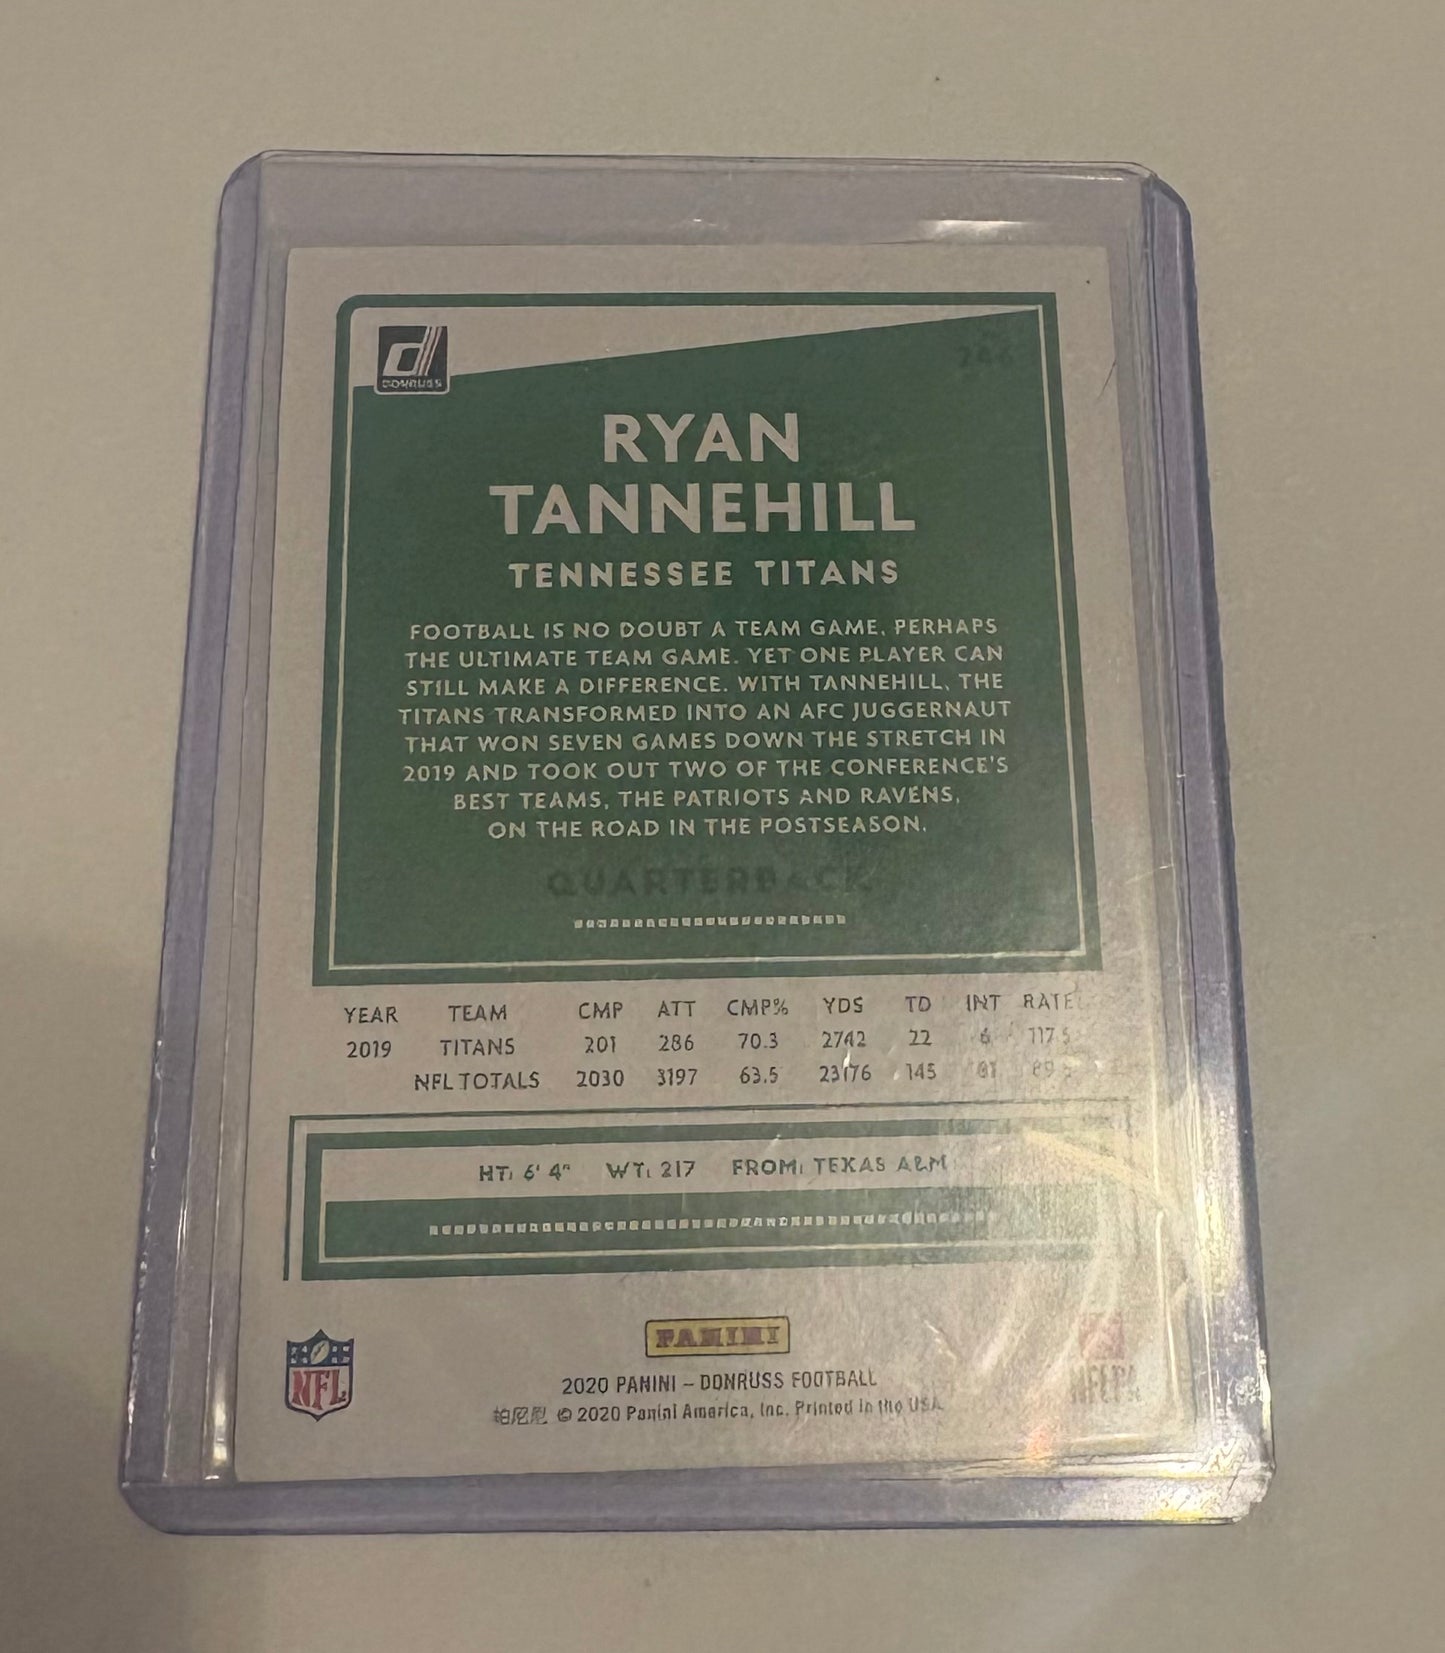 DONRUSS
246
RYAN
TANNEHILL
TENNESSEE TITANS
FOOTBALL IS NO DOUBT A TEAM GAME, PERHAPS
THE ULTIMATE TEAM GAME. YET ONE PLAYER CAN
STILL MAKE A DIFFERENCE. WITH TANNEHILL, THE
TITANS TRANSFORMED INTO AN AFC JUGGERNAUT
THAT WON SEVEN GAMES DOWN THE STRETCH IN
2019 AND TOOK OUT TWO OF THE CONFERENCE'S
BEST TEAMS, THE PATRIOTS AND RAVENS,
ON THE ROAD IN THE POSTSEASON.
QUARTERBACK
YEAR TEAM CMP ATT CMP% YDS TD INT RATE
2019 TITANS 201 286 70.3 2742 22 6 117.5
NFL TOTALS 2030 3197 63.5 23176 145 81
HT: 6' 4" WT: 217 FROM: TEXAS A&M
NFL
PANINI
2020 PANINI – DONRUSS FOOTBALL
帕尼尼 © 2020 Panini America, Inc. Printed in the USA.